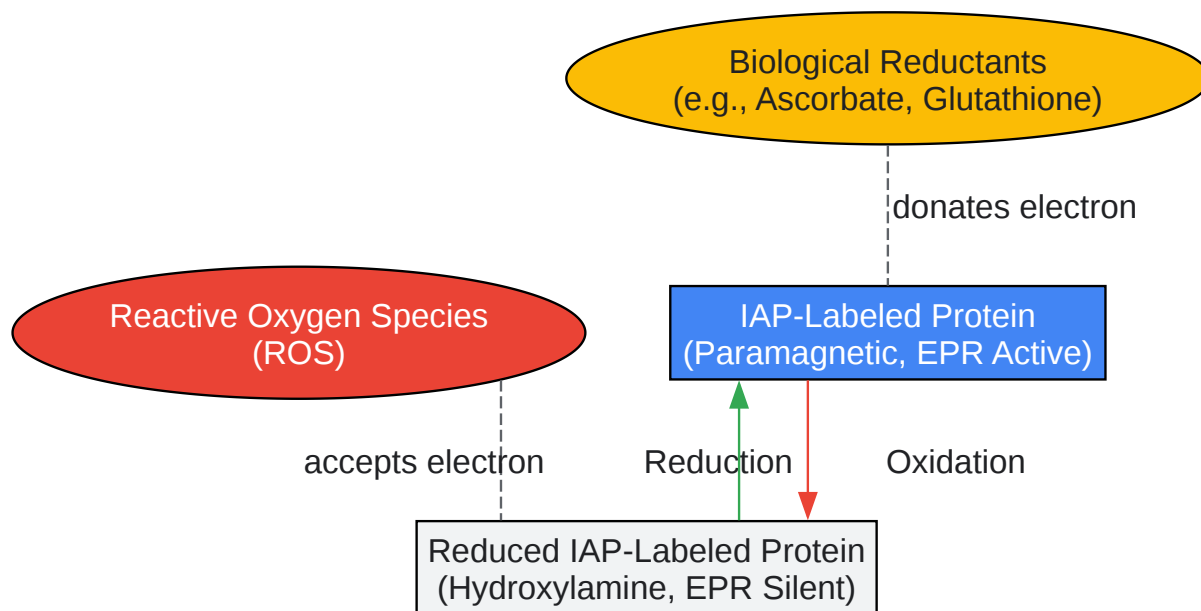 Biological Reductants
(e.g., Ascorbate, Glutathione)
donates electron
Reactive Oxygen Species
(ROS)
IAP-Labeled Protein
(Paramagnetic, EPR Active)
accepts electron
Reduction
Oxidation
Reduced IAP-Labeled Protein
(Hydroxylamine, EPR Silent)